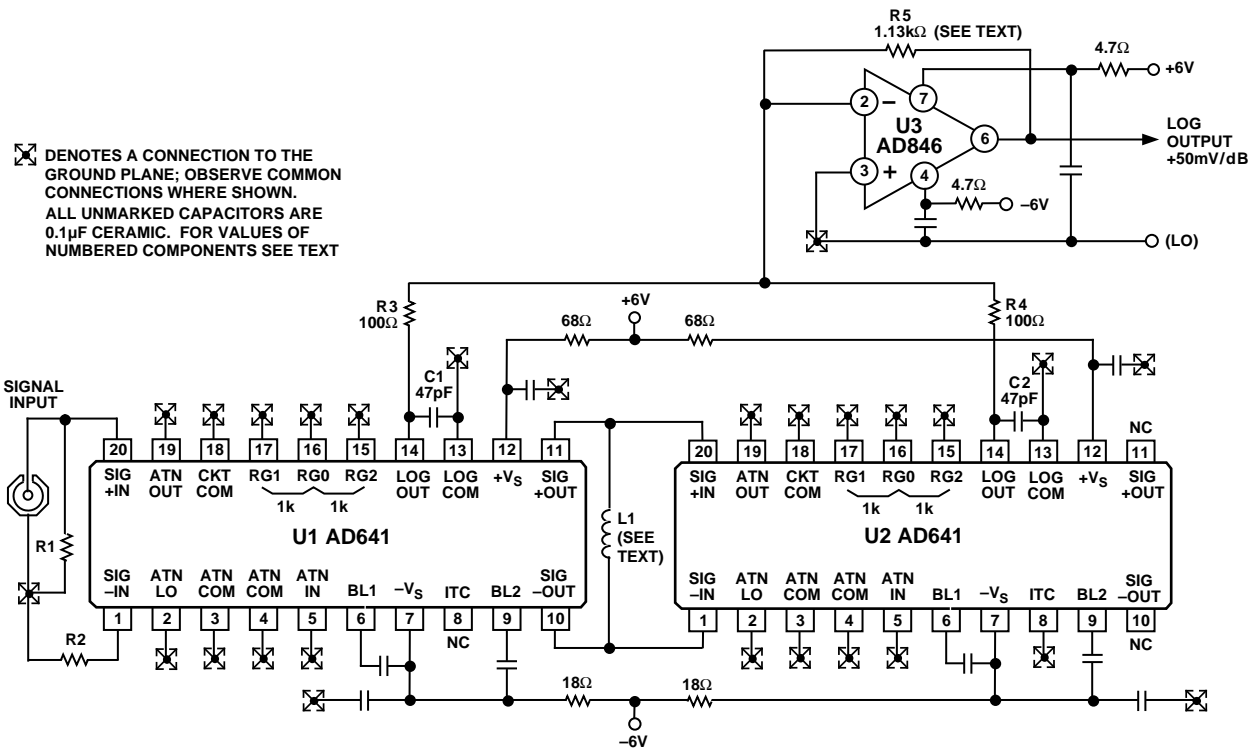 R5
1.13kΩ (SEE TEXT)
4.7Ω
+6V
2
–
7
U3
AD846
6
LOG
OUTPUT
+50mV/dB
3
+
4
4.7Ω
–6V
(LO)
DENOTES A CONNECTION TO THE
GROUND PLANE; OBSERVE COMMON
CONNECTIONS WHERE SHOWN.
ALL UNMARKED CAPACITORS ARE
0.1µF CERAMIC. FOR VALUES OF
NUMBERED COMPONENTS SEE TEXT
R3
100Ω
+6V
68Ω
68Ω
R4
100Ω
SIGNAL
INPUT
C1
47pF
C2
47pF
NC
20 19 18 17 16 15 14 13 12 11
SIG +IN
ATN OUT
CKT COM
RG1
RG0
RG2
LOG OUT
LOG COM
+VS
SIG +OUT
1k
1k
U1 AD641
R1
SIG –IN
ATN LO
ATN COM
ATN COM
ATN IN
BL1
–VS
ITC
BL2
SIG –OUT
1 2 3 4 5 6 7 8 9 10
NC
R2
L1
(SEE
TEXT)
20 19 18 17 16 15 14 13 12 11
SIG +IN
ATN OUT
CKT COM
RG1
RG0
RG2
LOG OUT
LOG COM
+VS
SIG +OUT
1k
1k
U2 AD641
SIG –IN
ATN LO
ATN COM
ATN COM
ATN IN
BL1
–VS
ITC
BL2
SIG –OUT
1 2 3 4 5 6 7 8 9 10
NC
18Ω
18Ω
–6V